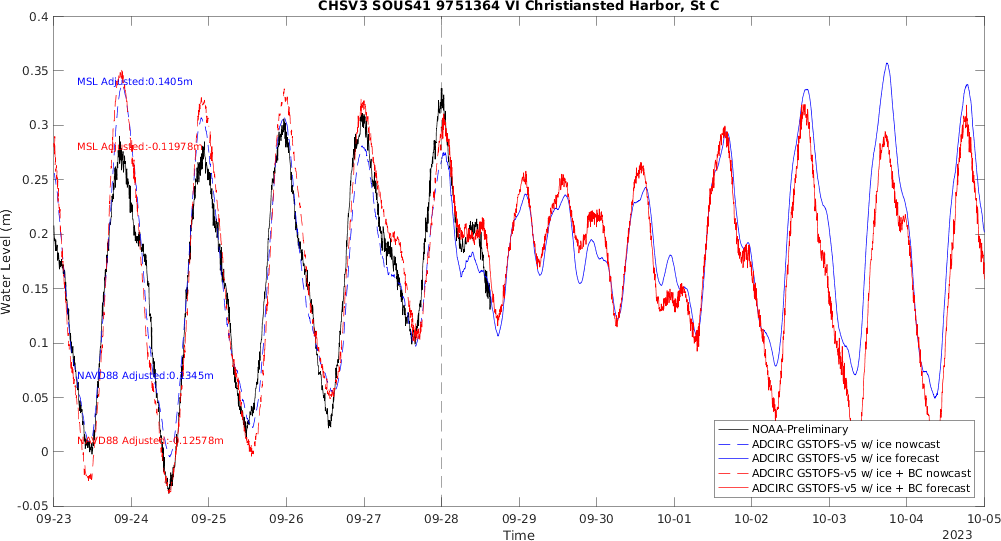 CHSV3 SOUS41 9751364 VI Christiansted Harbor, St C
0.4
0.35
0.3
0.25
0.2
0.15
0.1
0.05
0
-0.05
Water Level (m)
MSL Adjusted:0.1405m
MSL Adjusted:-0.11978m
NAVD88 Adjusted:0.1345m
NAVD88 Adjusted:-0.12578m
NOAA-Preliminary
ADCIRC GSTOFS-v5 w/ ice nowcast
ADCIRC GSTOFS-v5 w/ ice forecast
ADCIRC GSTOFS-v5 w/ ice + BC nowcast
ADCIRC GSTOFS-v5 w/ ice + BC forecast
09-23 09-24 09-25 09-26 09-27 09-28 09-29 09-30 10-01 10-02 10-03 10-04 10-05
Time
2023